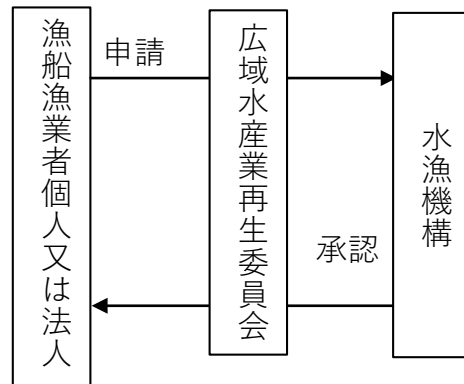 漁船漁業者個人又は法人
申請
広域水産業再生委員会
承認
水漁機構